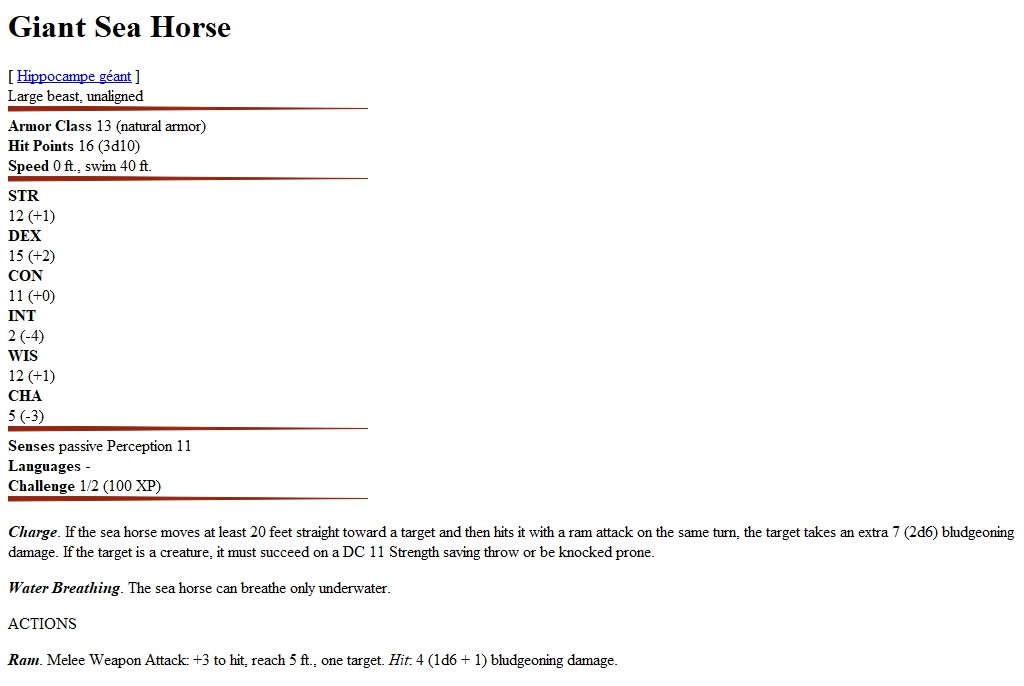 Giant Sea Horse
[ Hippocampe géant ]
Large beast, unaligned
Armor Class 13 (natural armor)
Hit Points 16 (3d10)
Speed 0 ft., swim 40 ft.
STR
12 (+1)
DEX
15 (+2)
CON
11 (+0)
INT
2 (-4)
WIS
12 (+1)
CHA
5 (-3)
Senses passive Perception 11
Languages -
Challenge 1/2 (100 XP)
Charge. If the sea horse moves at least 20 feet straight toward a target and then hits it with a ram attack on the same turn, the target takes an extra 7 (2d6) bludgeoning
damage. If the target is a creature, it must succeed on a DC 11 Strength saving throw or be knocked prone.
Water Breathing. The sea horse can breathe only underwater.
ACTIONS
Ram. Melee Weapon Attack: +3 to hit, reach 5 ft., one target. Hit: 4 (1d6 + 1) bludgeoning damage.